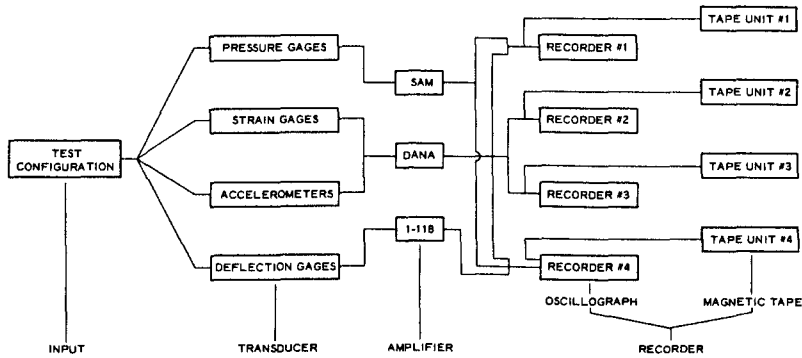 TAPE UNIT #1
PRESSURE GAGES
RECORDER #1
SAM
TAPE UNIT #2
STRAIN GAGES
RECORDER #2
TEST
CONFIGURATION
DANA
TAPE UNIT #3
ACCELEROMETERS
RECORDER #3
1-118
TAPE UNIT #4
DEFLECTION GAGES
RECORDER #4
OSCILLOGRAPH
MAGNETIC TAPE
INPUT
TRANSDUCER
AMPLIFIER
RECORDER